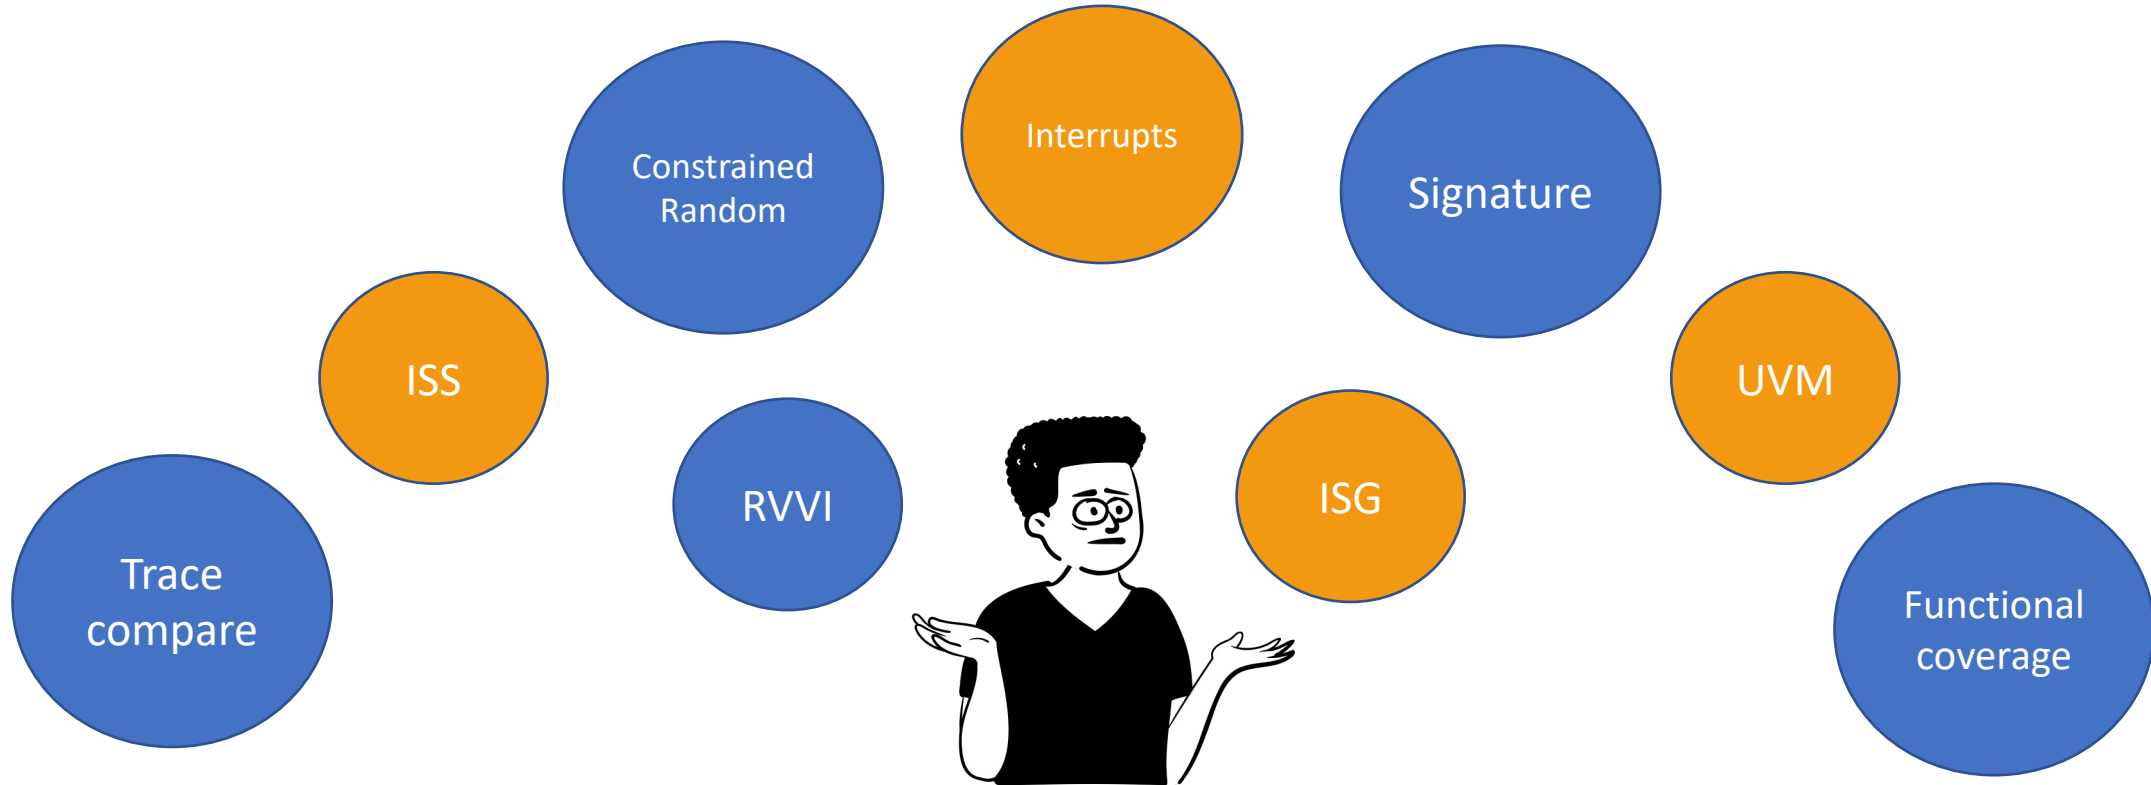 Interrupts
Constrained
Random
Signature
ISS
UVM
RVVI
ISG
Trace
compare
Functional
coverage